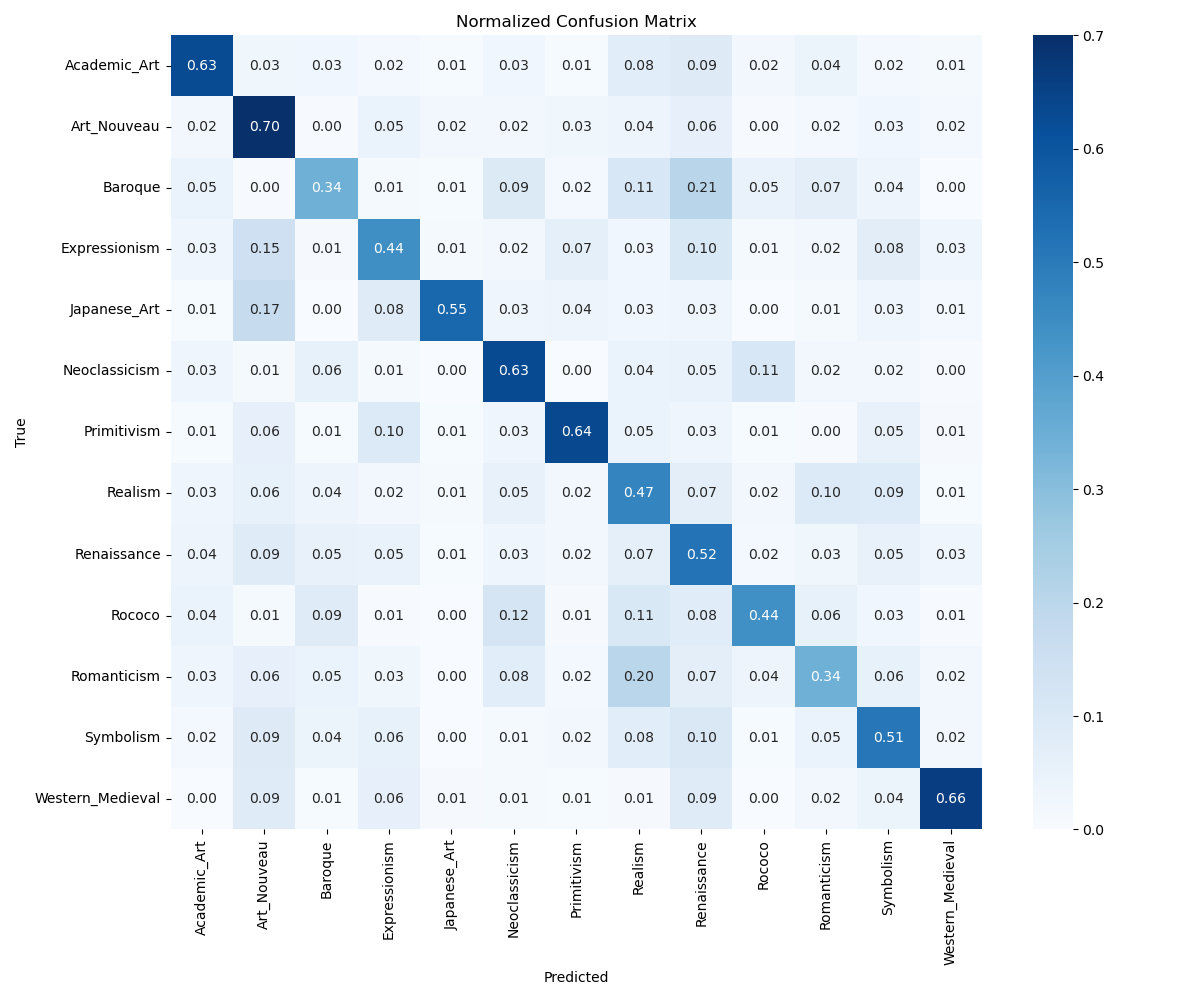 Normalized Confusion Matrix
Academic_Art 0.63 0.03 0.03 0.02 0.01 0.03 0.01 0.08 0.09 0.02 0.04 0.02 0.01
Art_Nouveau 0.02 0.70 0.00 0.05 0.02 0.02 0.03 0.04 0.06 0.00 0.02 0.03 0.02
Baroque 0.05 0.00 0.34 0.01 0.01 0.09 0.02 0.11 0.21 0.05 0.07 0.04 0.00
Expressionism 0.03 0.15 0.01 0.44 0.01 0.02 0.07 0.03 0.10 0.01 0.02 0.08 0.03
Japanese_Art 0.01 0.17 0.00 0.08 0.55 0.03 0.04 0.03 0.03 0.00 0.01 0.03 0.01
Neoclassicism 0.03 0.01 0.06 0.01 0.00 0.63 0.00 0.04 0.05 0.11 0.02 0.02 0.00
Primitivism 0.01 0.06 0.01 0.10 0.01 0.03 0.64 0.05 0.03 0.01 0.00 0.05 0.01
Realism 0.03 0.06 0.04 0.02 0.01 0.05 0.02 0.47 0.07 0.02 0.10 0.09 0.01
Renaissance 0.04 0.09 0.05 0.05 0.01 0.03 0.02 0.07 0.52 0.02 0.03 0.05 0.03
Rococo 0.04 0.01 0.09 0.01 0.00 0.12 0.01 0.11 0.08 0.44 0.06 0.03 0.01
Romanticism 0.03 0.06 0.05 0.03 0.00 0.08 0.02 0.20 0.07 0.04 0.34 0.06 0.02
Symbolism 0.02 0.09 0.04 0.06 0.00 0.01 0.02 0.08 0.10 0.01 0.05 0.51 0.02
Western_Medieval 0.00 0.09 0.01 0.06 0.01 0.01 0.01 0.01 0.09 0.00 0.02 0.04 0.66
True
Academic_Art
Art_Nouveau
Baroque
Expressionism
Japanese_Art
Neoclassicism
Primitivism
Realism
Renaissance
Rococo
Romanticism
Symbolism
Western_Medieval
Predicted
0.7
0.6
0.5
0.4
0.3
0.2
0.1
0.0